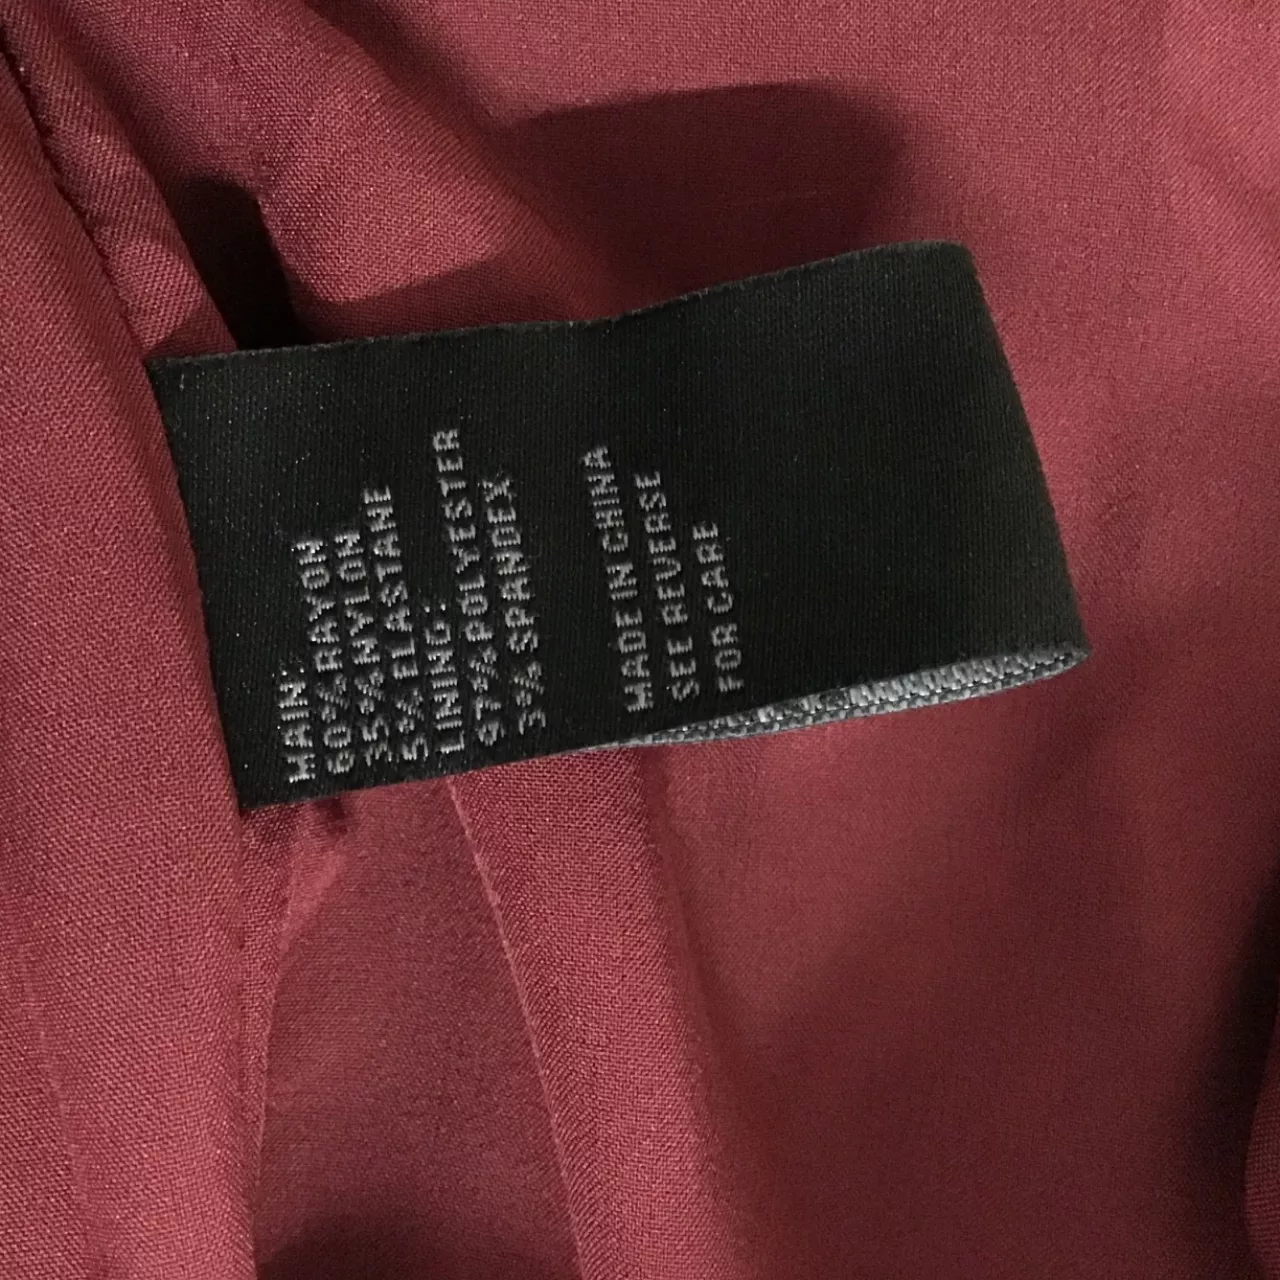 MAIN:
60% RAYON
35% NYLON
5% ELASTANE
LINING:
97% POLYESTER
3% SPANDEX
MADE IN CHINA
SEE REVERSE
FOR CARE